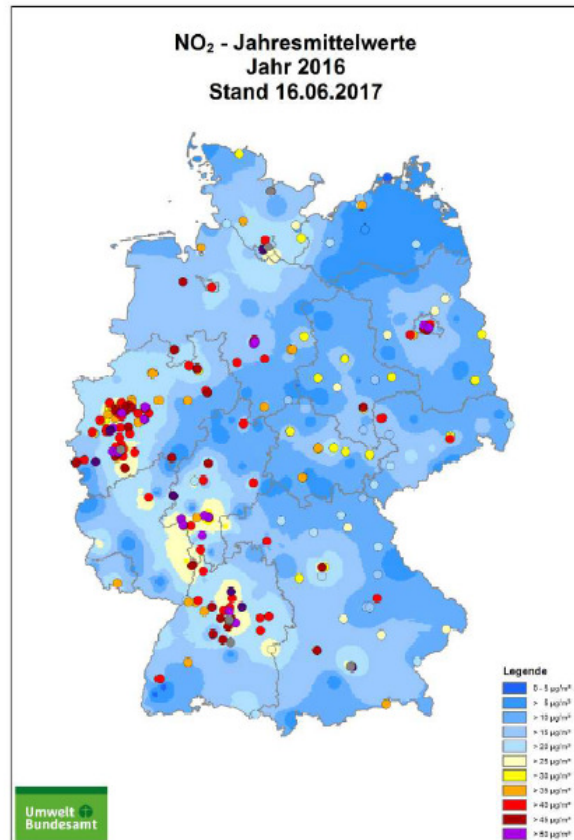 NO₂ - Jahresmittelwerte
Jahr 2016
Stand 16.06.2017
Legende
0 - 5 µg/m³
> 5 µg/m³
> 10 µg/m³
> 15 µg/m³
> 20 µg/m³
> 25 µg/m³
> 30 µg/m³
> 35 µg/m³
> 40 µg/m³
> 45 µg/m³
> 50 µg/m³
Umwelt
Bundesamt